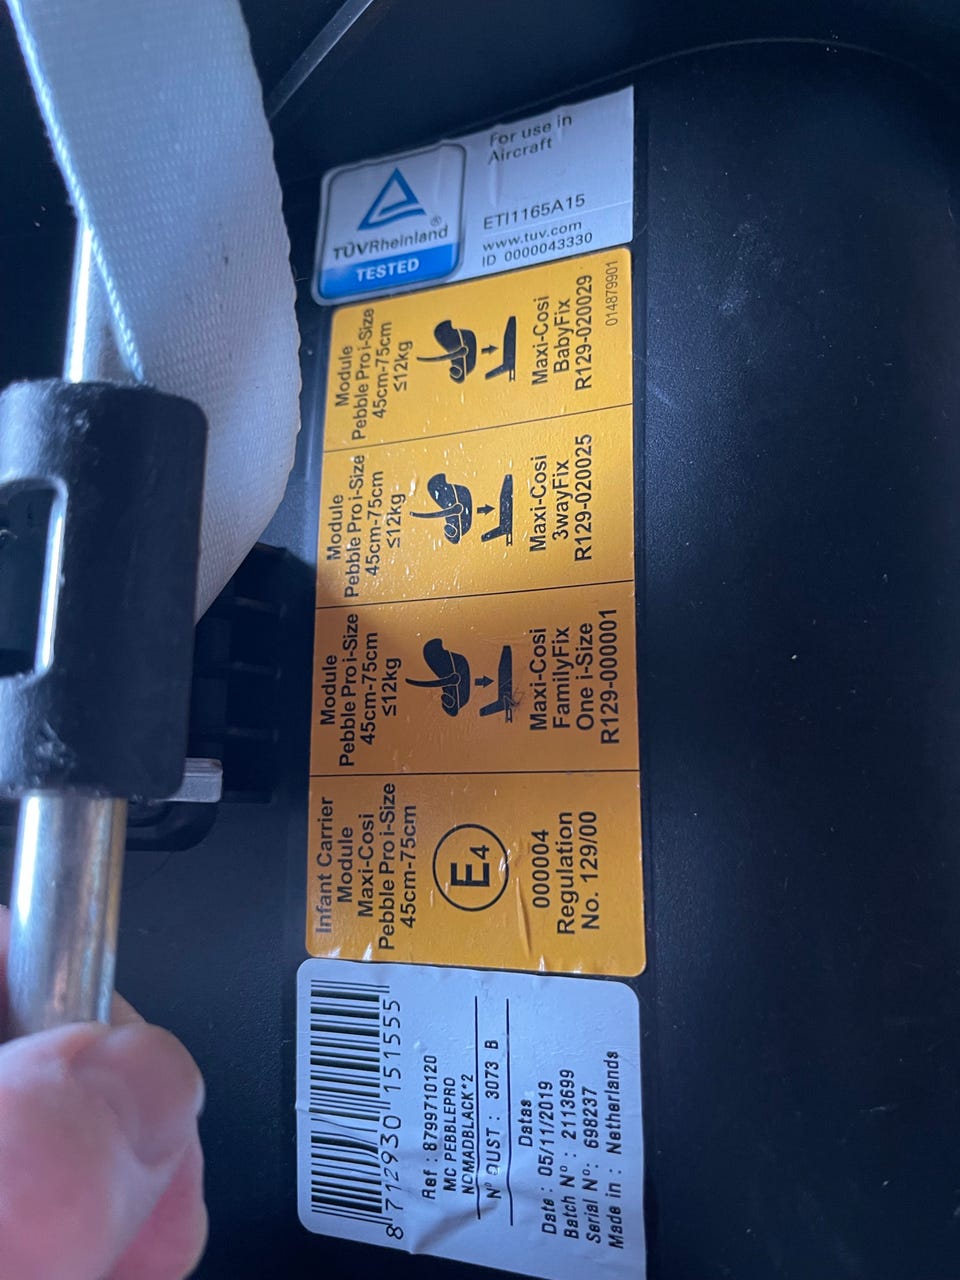 8 712930 151555
Ref : 8799710120
MC PEBBLEPRO
NOMADBLACK*2
UST : 3073 B
Datas
Date : 05/11/2019
Batch Nº : 2113699
Serial Nº : 698237
Made in : Netherlands
Infant Carrier
Module
Maxi-Cosi
Pebble Pro i-Size
45cm-75cm
E4
000004
Regulation
No. 129/00
Module
Pebble Pro i-Size
45cm-75cm
≤12kg
Maxi-Cosi
FamilyFix
One i-Size
R129-000001
Module
Pebble Pro i-Size
45cm-75cm
≤12kg
Maxi-Cosi
3wayFix
R129-020025
Module
Pebble Pro i-Size
45cm-75cm
≤12kg
Maxi-Cosi
BabyFix
R129-020029
014879901
TÜVRheinland®
TESTED
For use in
Aircraft
ETI1165A15
www.tuv.com
ID 0000043330